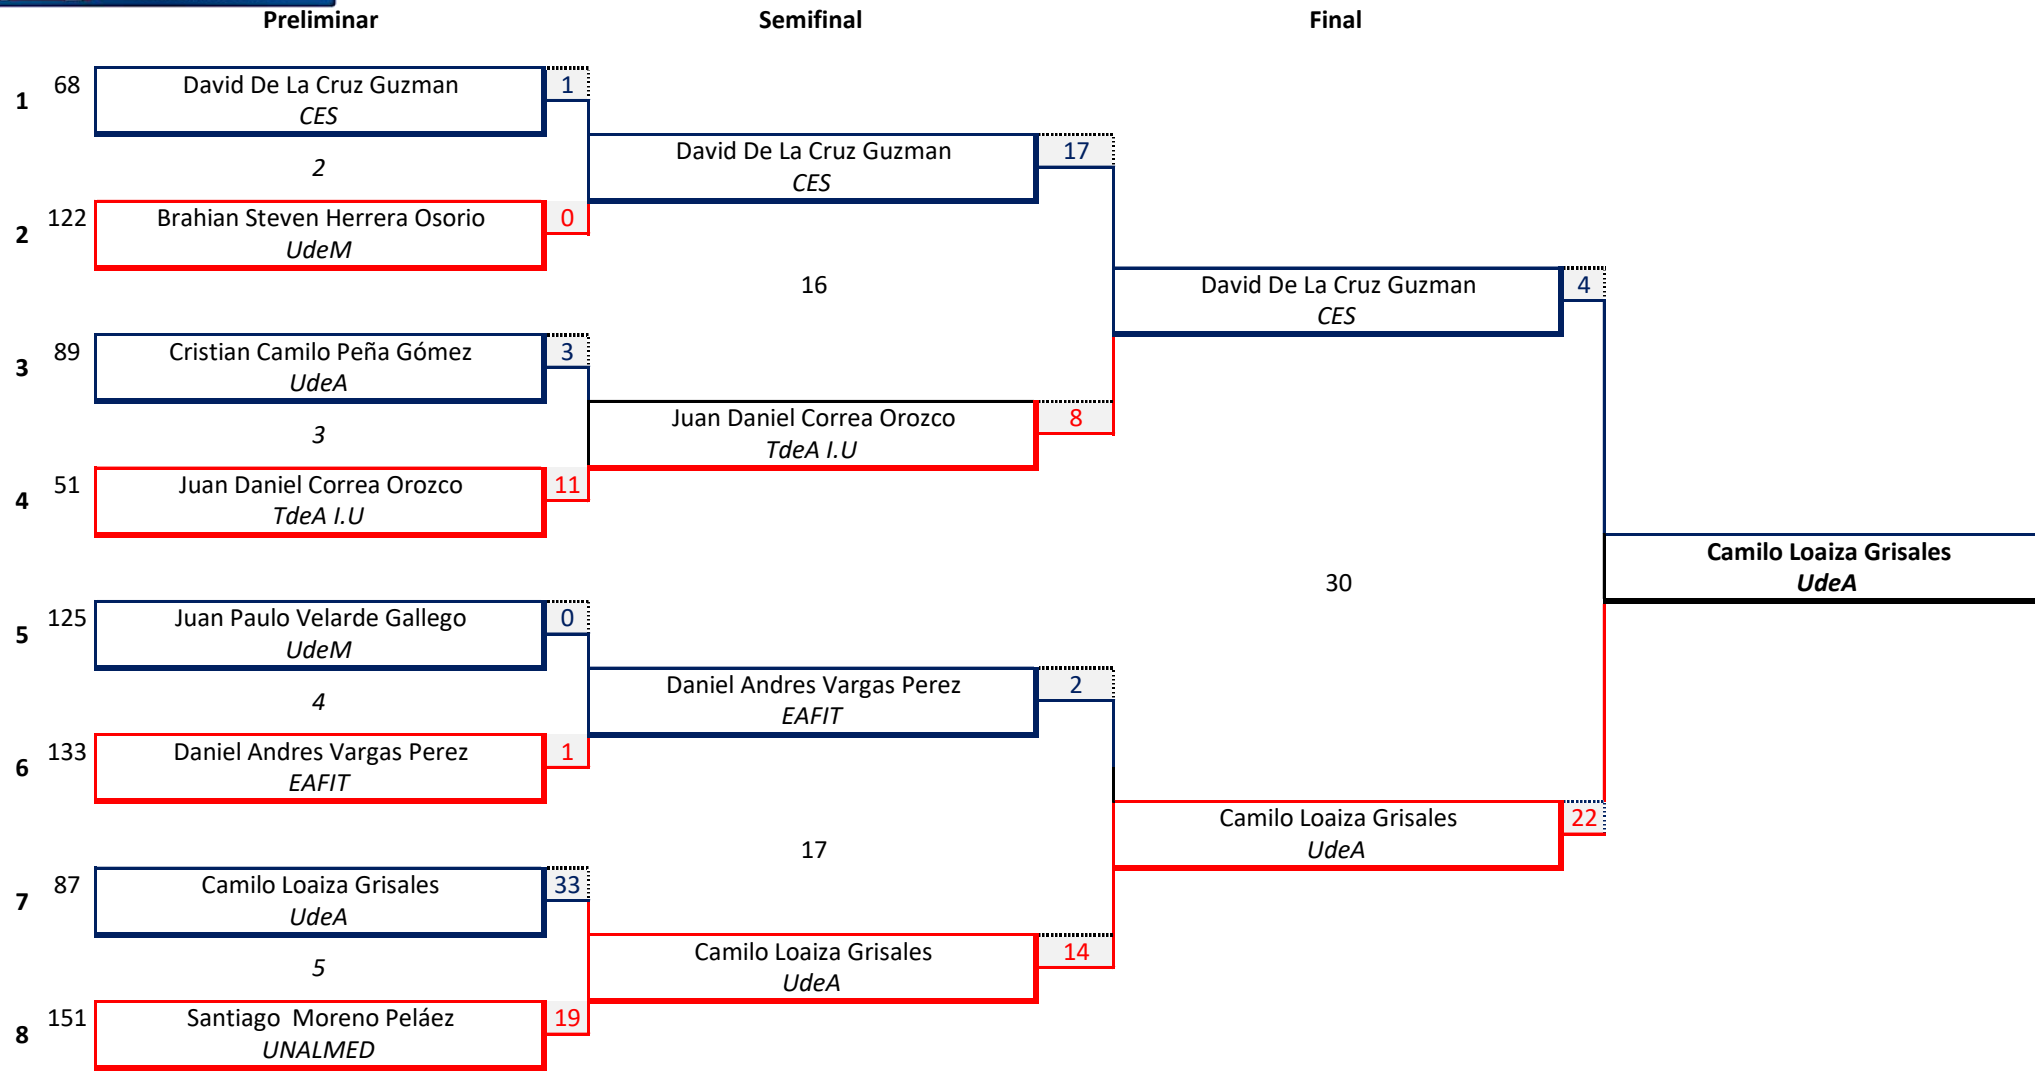 Preliminar Semifinal Final
1 68 David De La Cruz Guzman 1
CES
2
2 122 Brahian Steven Herrera Osorio 0
UdeM
3 89 Cristian Camilo Peña Gómez 3
UdeA
3
4 51 Juan Daniel Correa Orozco 11
TdeA I.U
5 125 Juan Paulo Velarde Gallego 0
UdeM
4
6 133 Daniel Andres Vargas Perez 1
EAFIT
7 87 Camilo Loaiza Grisales 33
UdeA
5
8 151 Santiago  Moreno Peláez 19
UNALMED
David De La Cruz Guzman 17
CES
16
Juan Daniel Correa Orozco 8
TdeA I.U
Daniel Andres Vargas Perez 2
EAFIT
17
Camilo Loaiza Grisales 14
UdeA
David De La Cruz Guzman 4
CES
30
Camilo Loaiza Grisales 22
UdeA
Camilo Loaiza Grisales
UdeA